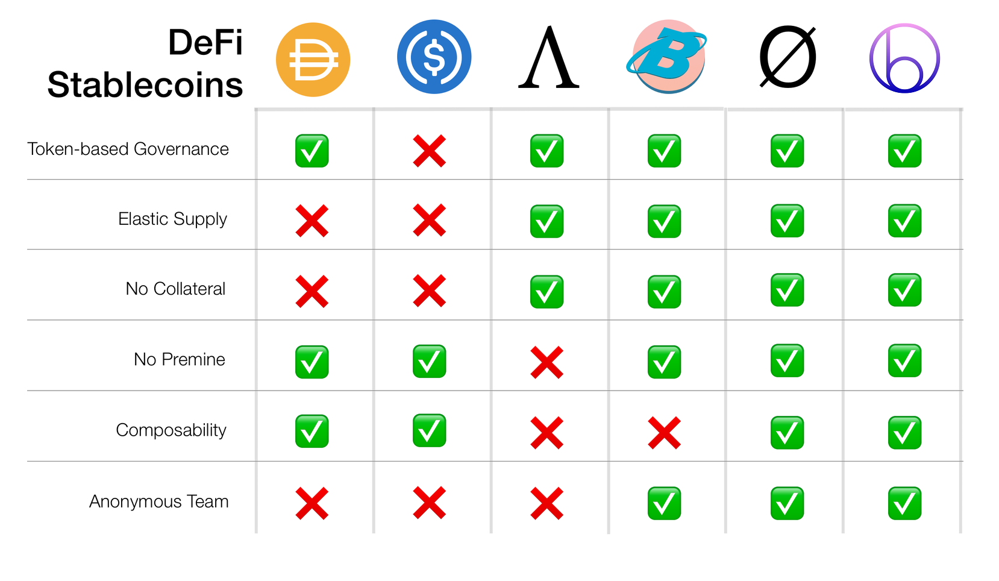 DeFi
Stablecoins
Token-based Governance
Elastic Supply
No Collateral
No Premine
Composability
Anonymous Team